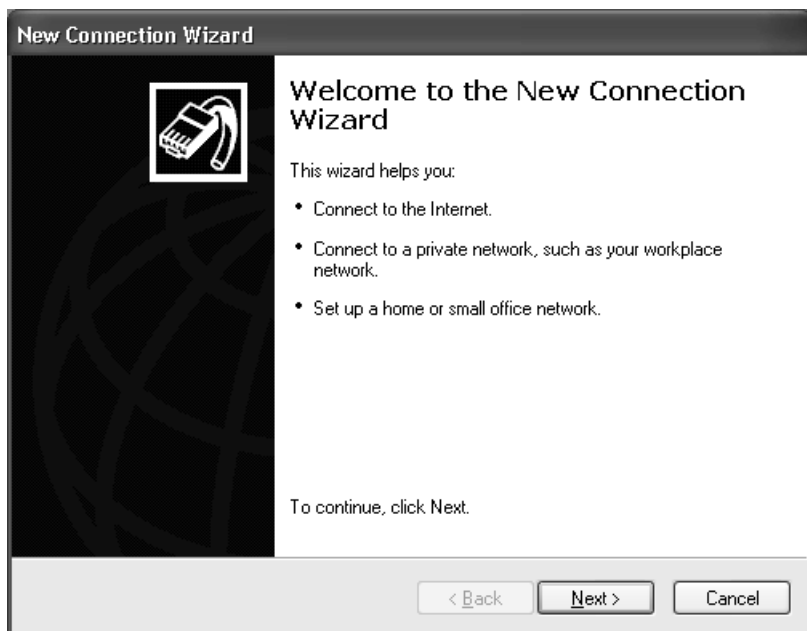 New Connection Wizard
Welcome to the New Connection
Wizard
This wizard helps you:
• Connect to the Internet.
• Connect to a private network, such as your workplace
network.
• Set up a home or small office network.
To continue, click Next.
< Back
Next >
Cancel